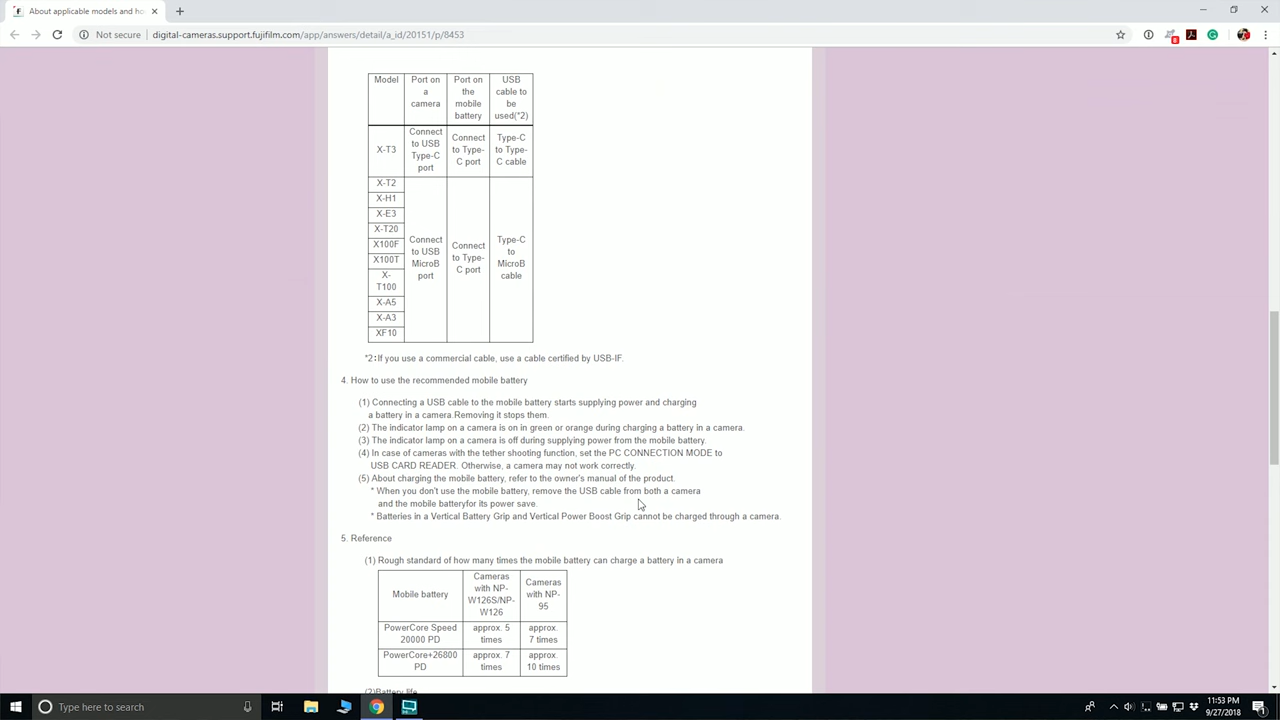 About applicable models and ho
Not secure digital-cameras.support.fujifilm.com/app/answers/detail/a_id/20151/p/8453
Model
Port on
a
camera
Port on
the
mobile
battery
USB
cable to
be
used(*2)
X-T3
Connect
to USB
Type-C
port
Connect
to Type-
C port
Type-C
to Type-
C cable
X-T2
X-H1
X-E3
X-T20
X100F
X100T
X-
T100
X-A5
X-A3
XF10
Connect
to USB
MicroB
port
Connect
to Type-
C port
Type-C
to
MicroB
cable
*2：If you use a commercial cable, use a cable certified by USB-IF.
4. How to use the recommended mobile battery
(1) Connecting a USB cable to the mobile battery starts supplying power and charging
a battery in a camera.Removing it stops them.
(2) The indicator lamp on a camera is on in green or orange during charging a battery in a camera.
(3) The indicator lamp on a camera is off during supplying power from the mobile battery.
(4) In case of cameras with the tether shooting function, set the PC CONNECTION MODE to
USB CARD READER. Otherwise, a camera may not work correctly.
(5) About charging the mobile battery, refer to the owner's manual of the product.
* When you don't use the mobile battery, remove the USB cable from both a camera
and the mobile batteryfor its power save.
* Batteries in a Vertical Battery Grip and Vertical Power Boost Grip cannot be charged through a camera.
5. Reference
(1) Rough standard of how many times the mobile battery can charge a battery in a camera
Mobile battery
Cameras
with NP-
W126S/NP-
W126
Cameras
with NP-
95
PowerCore Speed
20000 PD
approx. 5
times
approx.
7 times
PowerCore+26800
PD
approx. 7
times
approx.
10 times
(2)Battery life
Type here to search
11:53 PM
9/27/2018